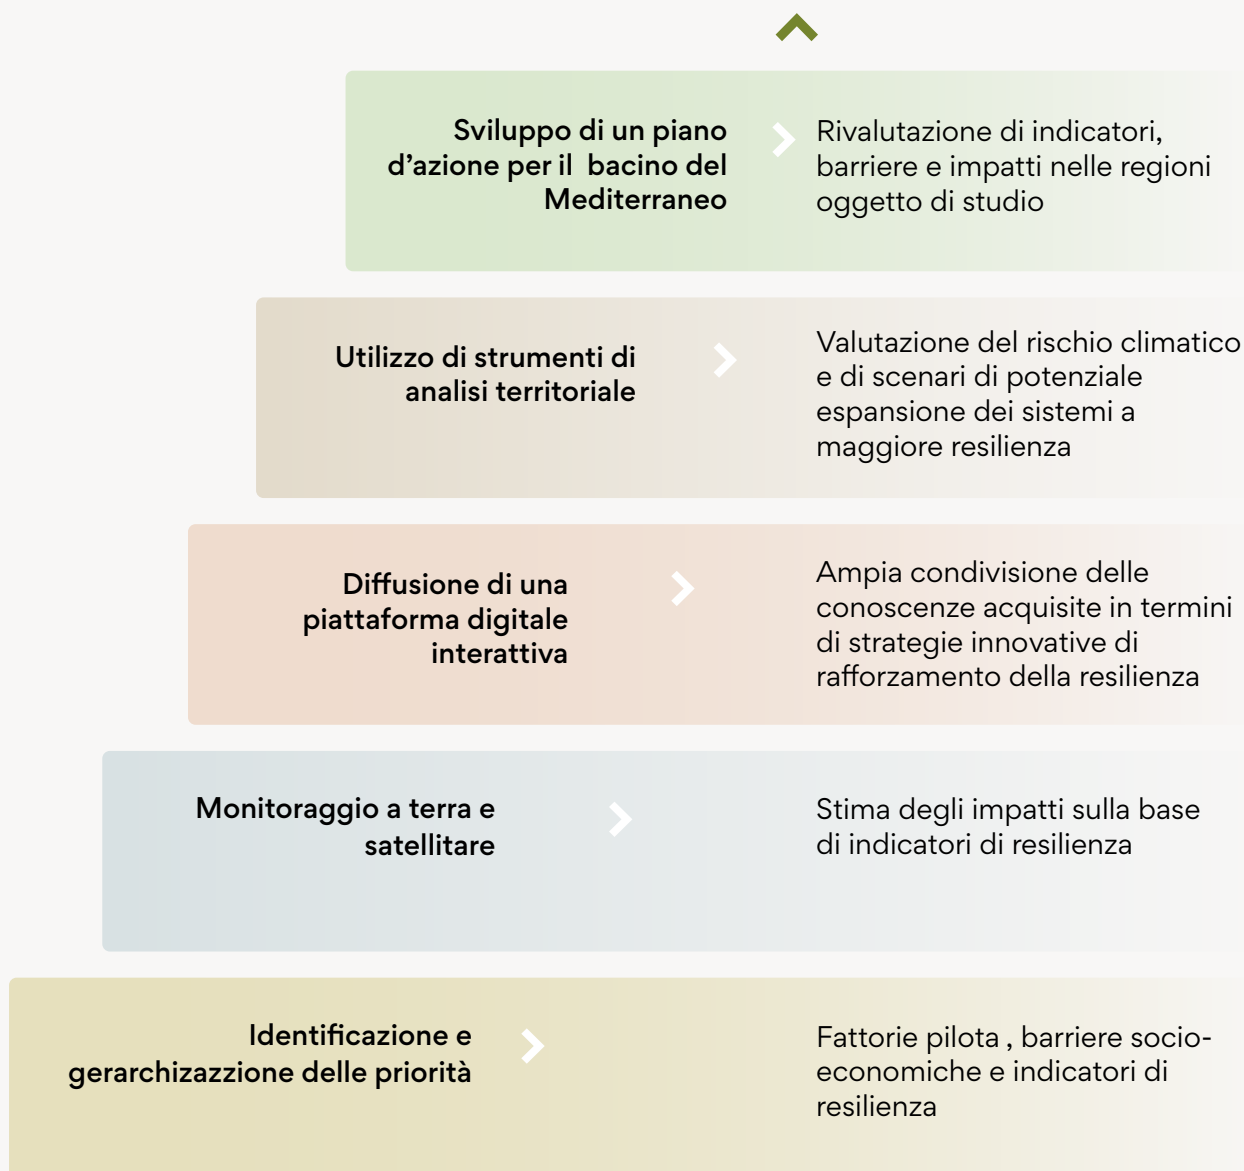 Sviluppo di un piano
d’azione per il  bacino del
Mediterraneo
Rivalutazione di indicatori,
barriere e impatti nelle regioni
oggetto di studio
Utilizzo di strumenti di
analisi territoriale
Valutazione del rischio climatico
e di scenari di potenziale
espansione dei sistemi a
maggiore resilienza
Diffusione di una
piattaforma digitale
interattiva
Ampia condivisione delle
conoscenze acquisite in termini
di strategie innovative di
rafforzamento della resilienza
Monitoraggio a terra e
satellitare
Stima degli impatti sulla base
di indicatori di resilienza
Identificazione e
gerarchizazzione delle priorità
Fattorie pilota , barriere socio-
economiche e indicatori di
resilienza